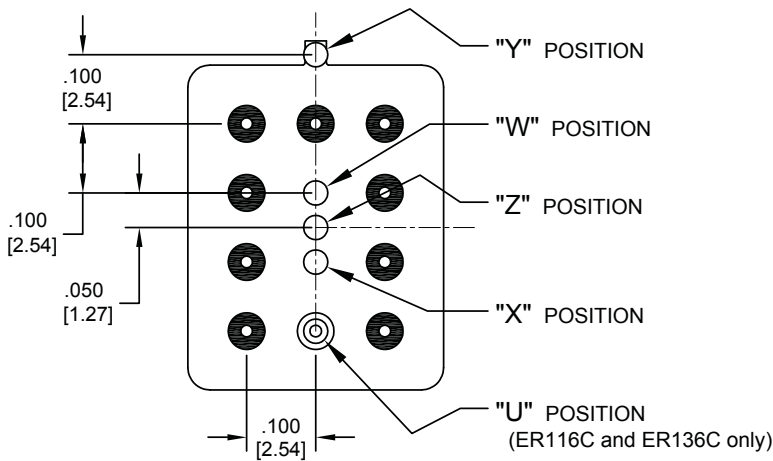 "Y" POSITION
.100
[2.54]
"W" POSITION
"Z" POSITION
.100
[2.54]
.050
[1.27]
"X" POSITION
"U" POSITION
(ER116C and ER136C only)
.100
[2.54]